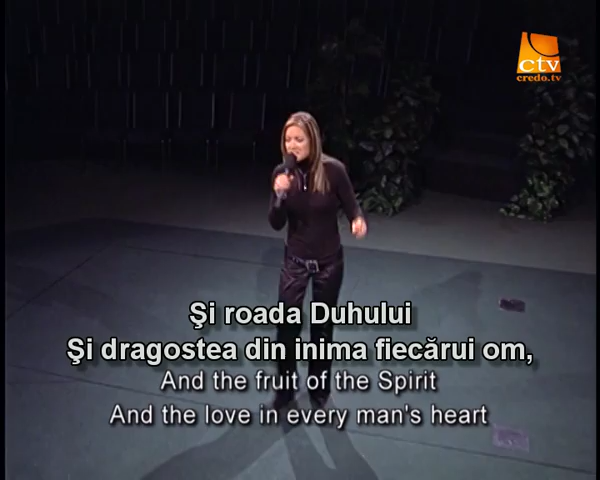 ctv
credo.tv
Şi roada Duhului
Şi dragostea din inima fiecărui om,
And the fruit of the Spirit
And the love in every man's heart